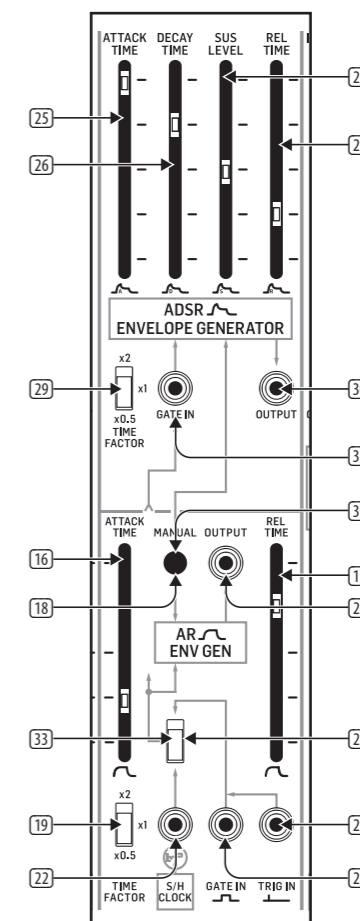 ATTACK TIME
DECAY TIME
SUS LEVEL
REL TIME
25
26
A
D
S
R
ADSR
ENVELOPE GENERATOR
x2
x1
x0.5
TIME
FACTOR
29
GATE IN
OUTPUT
ATTACK TIME
MANUAL
OUTPUT
REL TIME
16
18
AR
ENV GEN
33
x2
x1
x0.5
19
22
TIME
FACTOR
S/H
CLOCK
GATE IN
TRIG IN